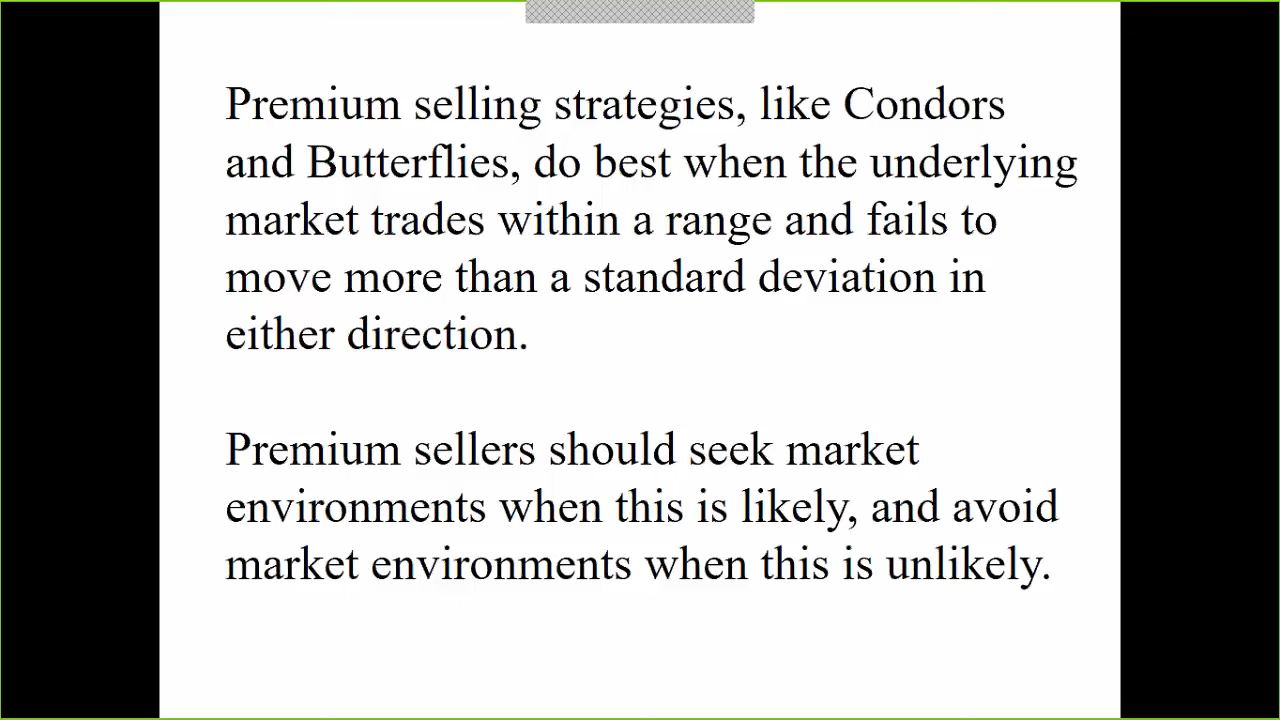 Premium selling strategies, like Condors
and Butterflies, do best when the underlying
market trades within a range and fails to
move more than a standard deviation in
either direction.
Premium sellers should seek market
environments when this is likely, and avoid
market environments when this is unlikely.